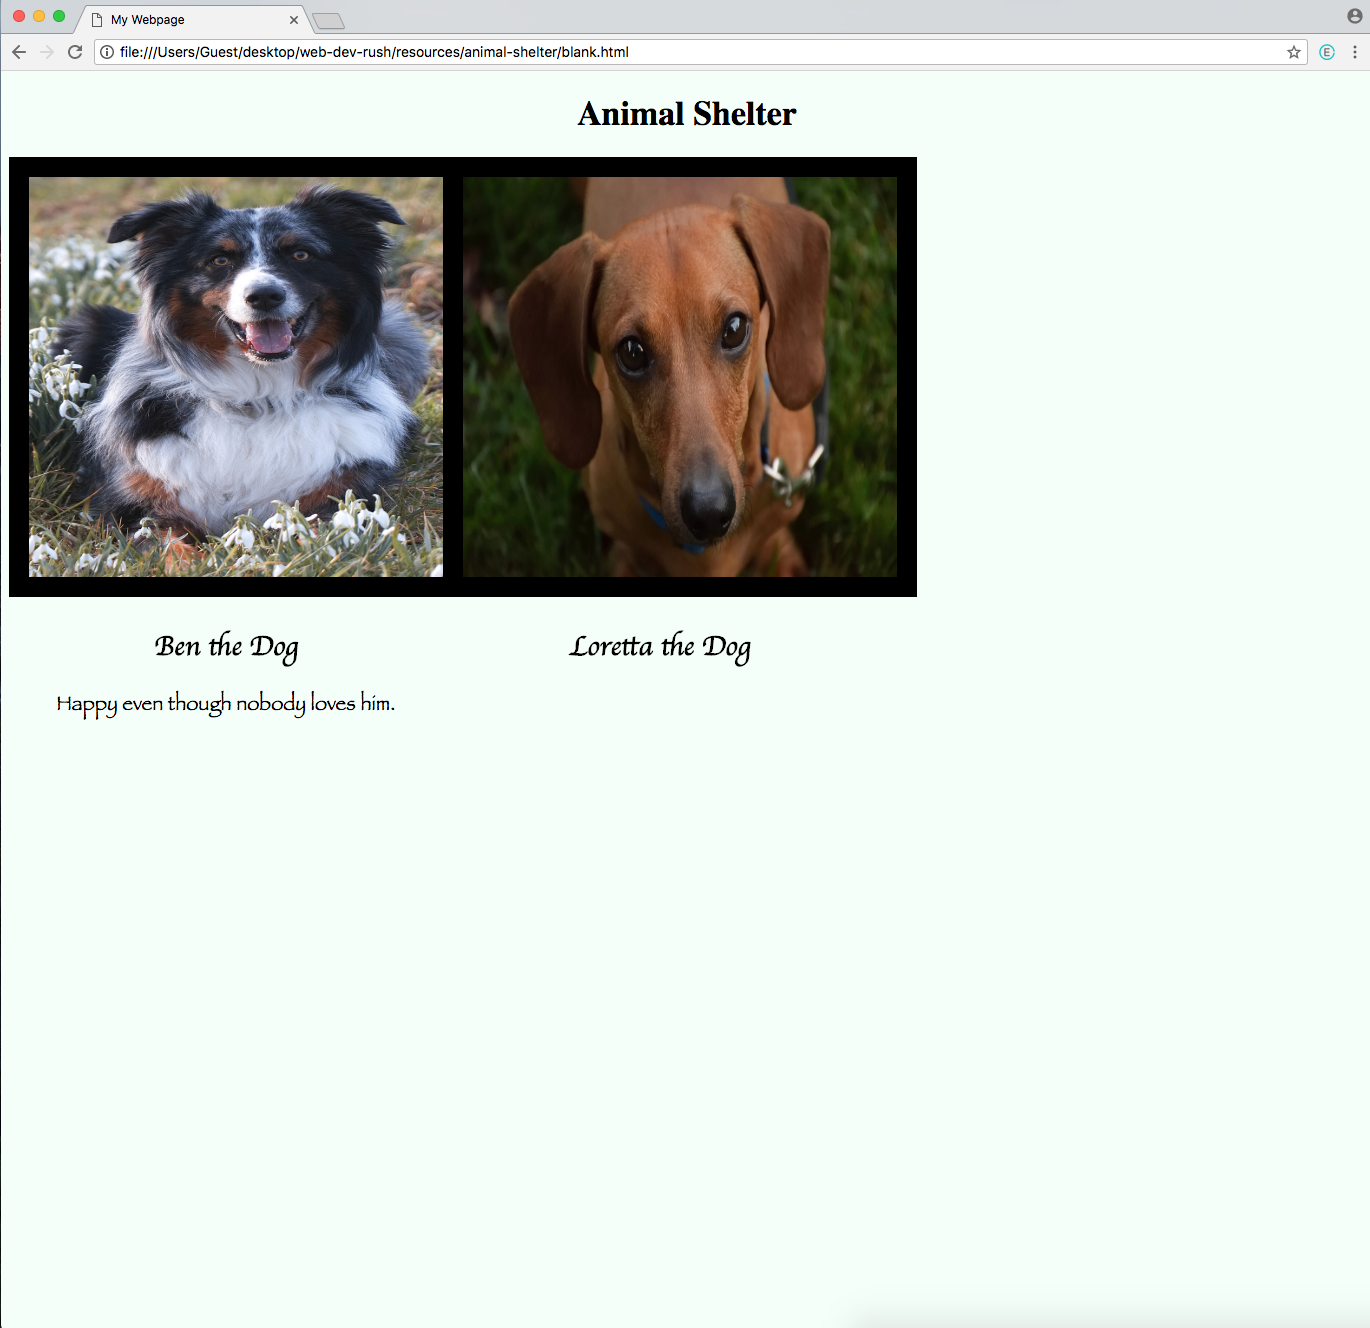 My Webpage
file:///Users/Guest/desktop/web-dev-rush/resources/animal-shelter/blank.html
E
Animal Shelter
Ben the Dog
Loretta the Dog
Happy even though nobody loves him.